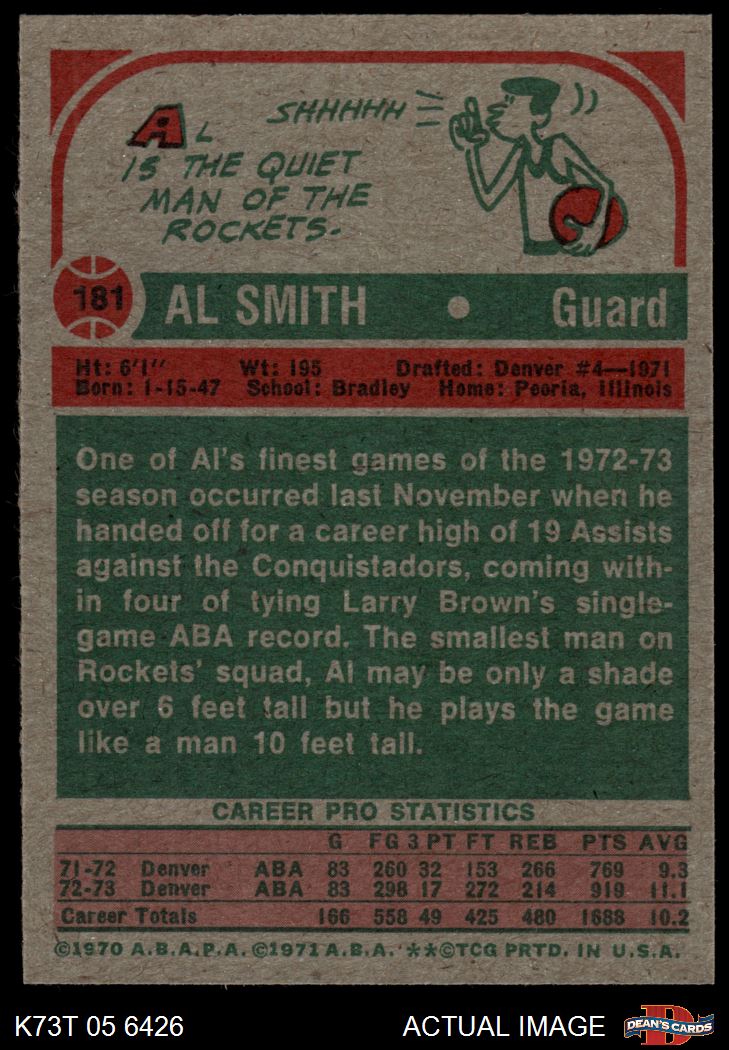 AL SHHHHH
IS THE QUIET
MAN OF THE
ROCKETS.
181 AL SMITH • Guard
Ht: 6'1" Wt: 195 Drafted: Denver #4—1971
Born: 1-15-47 School: Bradley Home: Peoria, Illinois
One of Al's finest games of the 1972-73
season occurred last November when he
handed off for a career high of 19 Assists
against the Conquistadors, coming with-
in four of tying Larry Brown's single-
game ABA record. The smallest man on
Rockets' squad, Al may be only a shade
over 6 feet tall but he plays the game
like a man 10 feet tall.
CAREER PRO STATISTICS
G FG 3 PT FT REB PTS AVG
71-72 Denver ABA 83 260 32 153 266 769 9.3
72-73 Denver ABA 83 298 17 272 214 919 11.1
Career Totals 166 558 49 425 480 1688 10.2
©1970 A.B.A.P.A. ©1971 A.B.A. **©TCG PRTD. IN U.S.A.
K73T 05 6426 ACTUAL IMAGE DEAN'S CARDS